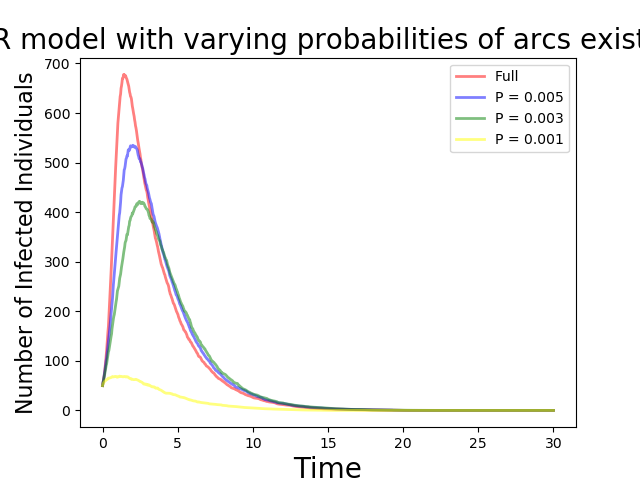 R model with varying probabilities of arcs exist
700
600
500
400
300
200
100
0
Number of Infected Individuals
Full
P = 0.005
P = 0.003
P = 0.001
0 5 10 15 20 25 30
Time